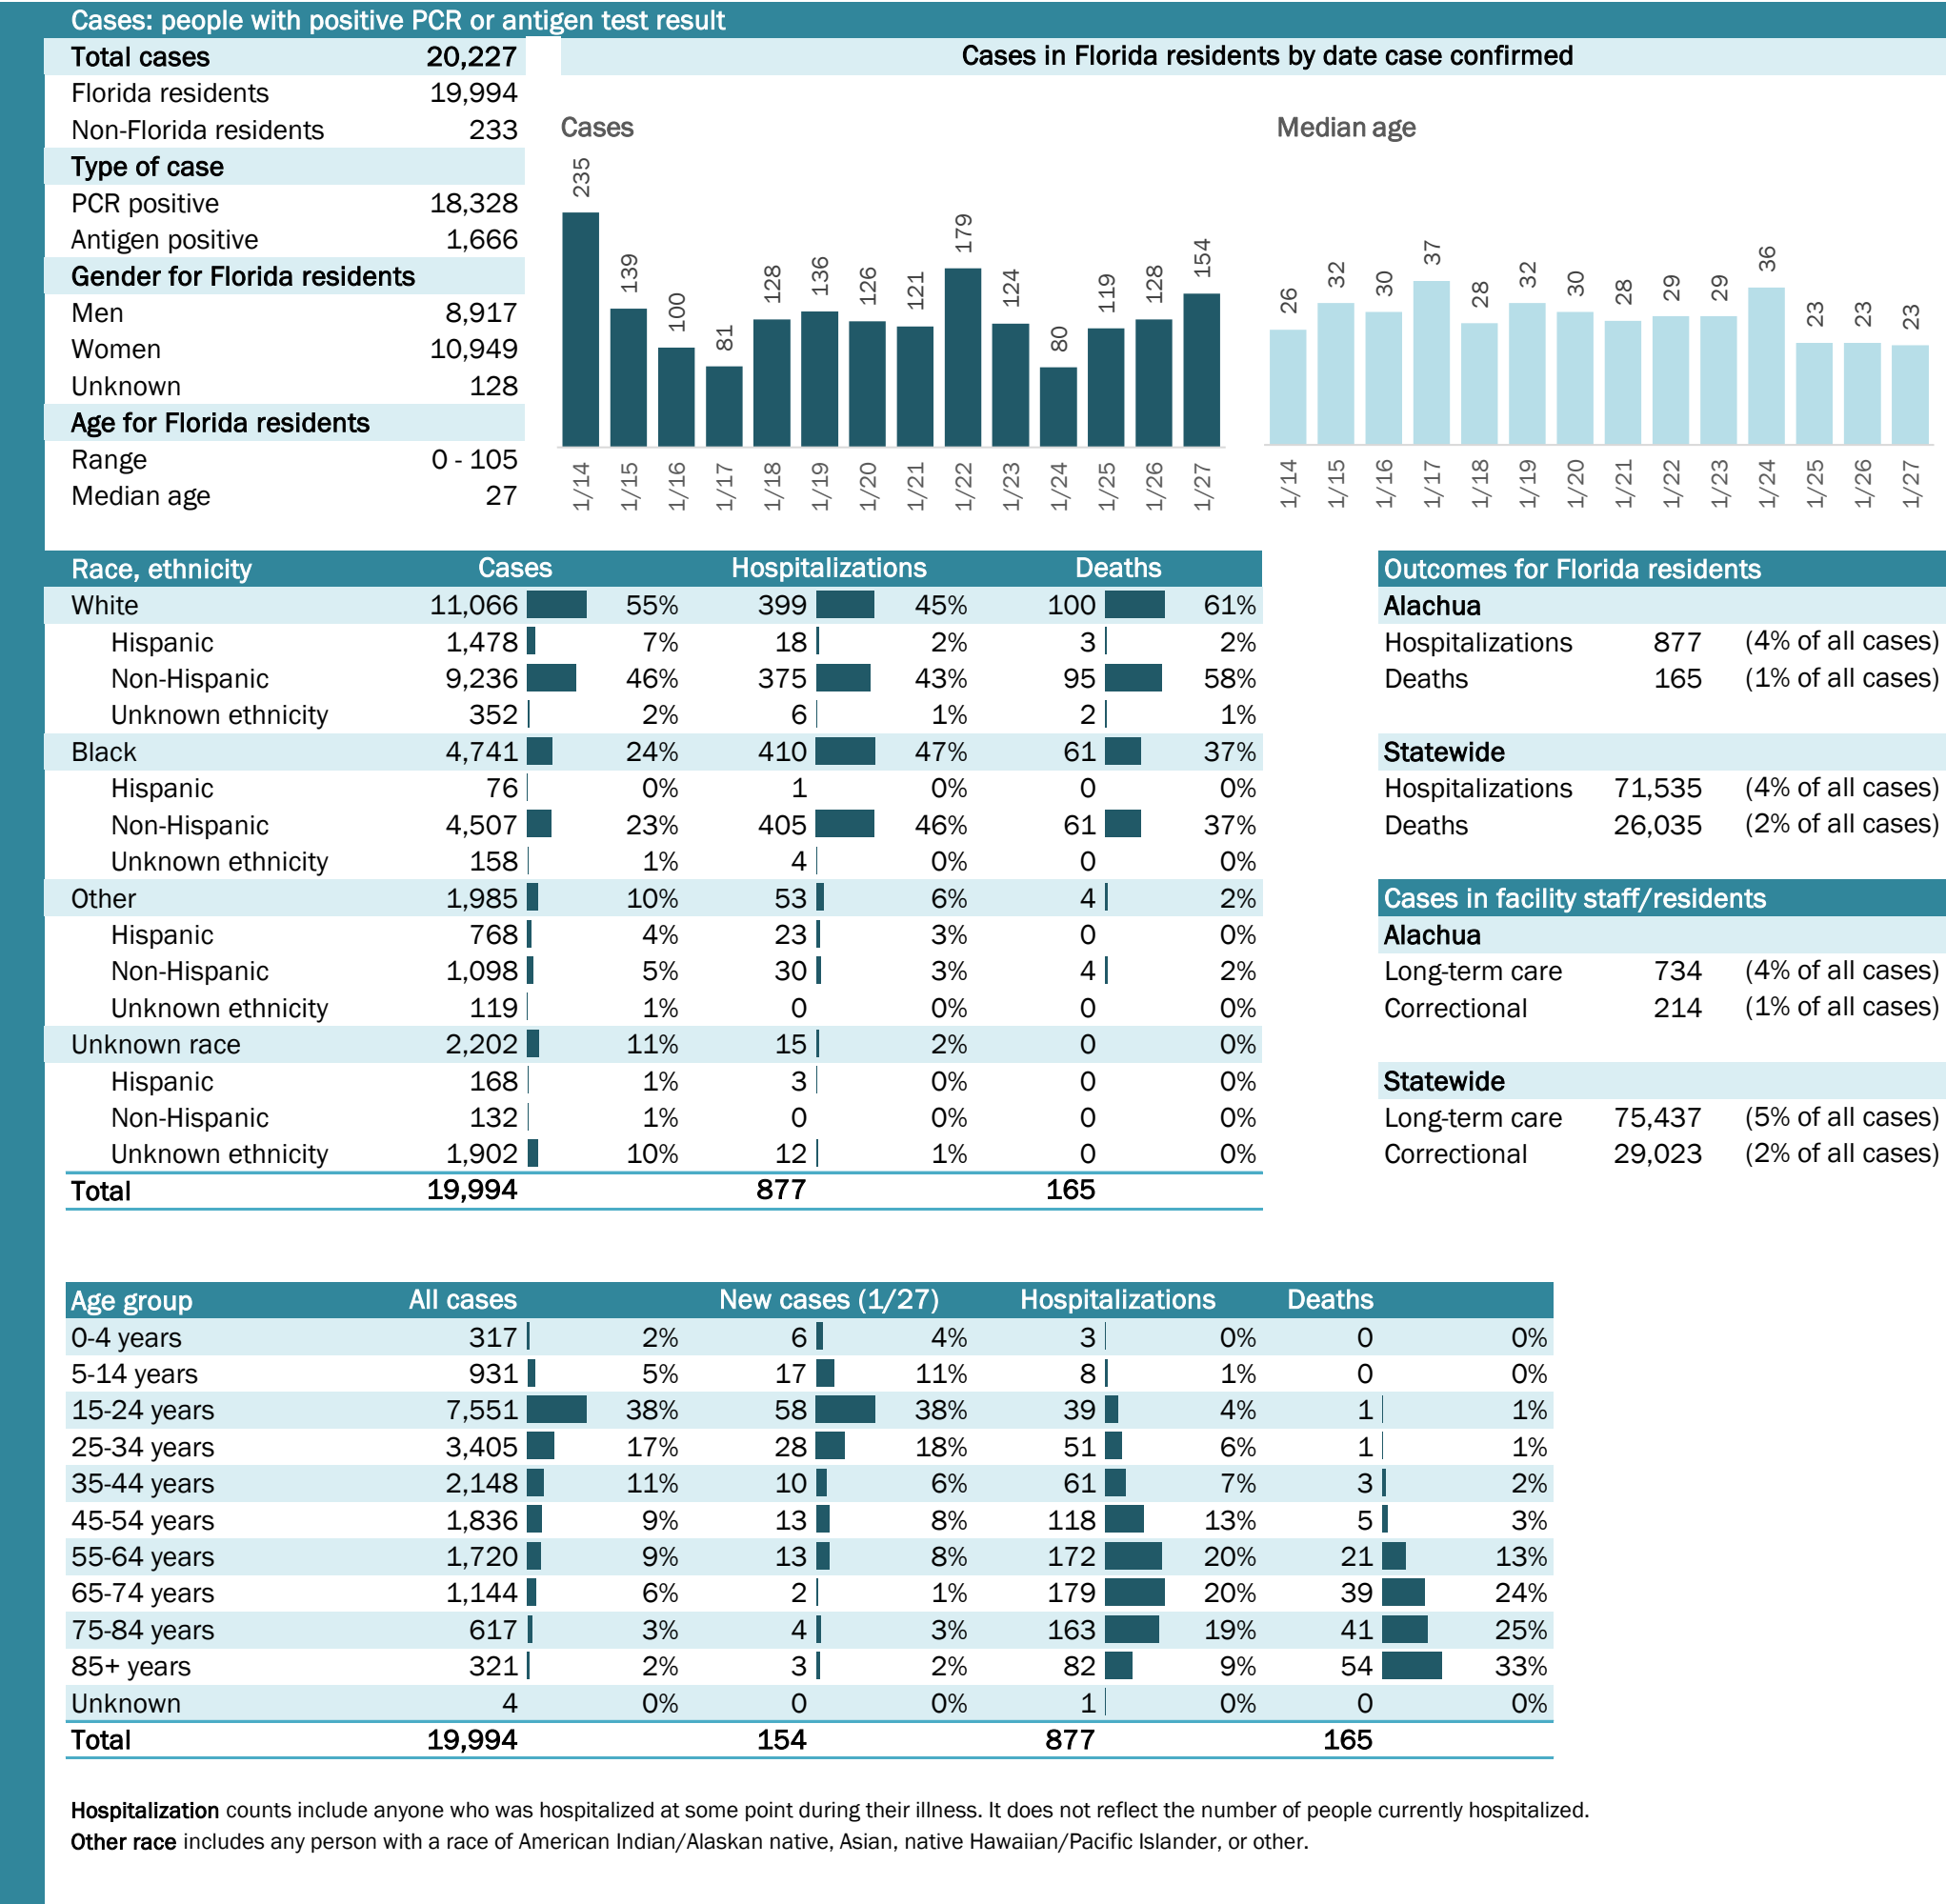 Cases: people with positive PCR or antigen test result
Total cases 20,227
Florida residents 19,994
Non-Florida residents 233
Type of case
PCR positive 18,328
Antigen positive 1,666
Gender for Florida residents
Men 8,917
Women 10,949
Unknown 128
Age for Florida residents
Range 0 - 105
Median age 27
Cases in Florida residents by date case confirmed
Cases
235 139 100 81 128 136 126 121 179 124 80 119 128 154
1/14 1/15 1/16 1/17 1/18 1/19 1/20 1/21 1/22 1/23 1/24 1/25 1/26 1/27
Median age
26 32 30 37 28 32 30 28 29 29 36 23 23 23
1/14 1/15 1/16 1/17 1/18 1/19 1/20 1/21 1/22 1/23 1/24 1/25 1/26 1/27
Race, ethnicity Cases Hospitalizations Deaths
White 11,066 55% 399 45% 100 61%
Hispanic 1,478 7% 18 2% 3 2%
Non-Hispanic 9,236 46% 375 43% 95 58%
Unknown ethnicity 352 2% 6 1% 2 1%
Black 4,741 24% 410 47% 61 37%
Hispanic 76 0% 1 0% 0 0%
Non-Hispanic 4,507 23% 405 46% 61 37%
Unknown ethnicity 158 1% 4 0% 0 0%
Other 1,985 10% 53 6% 4 2%
Hispanic 768 4% 23 3% 0 0%
Non-Hispanic 1,098 5% 30 3% 4 2%
Unknown ethnicity 119 1% 0 0% 0 0%
Unknown race 2,202 11% 15 2% 0 0%
Hispanic 168 1% 3 0% 0 0%
Non-Hispanic 132 1% 0 0% 0 0%
Unknown ethnicity 1,902 10% 12 1% 0 0%
Total 19,994 877 165
Outcomes for Florida residents
Alachua
Hospitalizations 877 (4% of all cases)
Deaths 165 (1% of all cases)
Statewide
Hospitalizations 71,535 (4% of all cases)
Deaths 26,035 (2% of all cases)
Cases in facility staff/residents
Alachua
Long-term care 734 (4% of all cases)
Correctional 214 (1% of all cases)
Statewide
Long-term care 75,437 (5% of all cases)
Correctional 29,023 (2% of all cases)
Age group All cases New cases (1/27) Hospitalizations Deaths
0-4 years 317 2% 6 4% 3 0% 0 0%
5-14 years 931 5% 17 11% 8 1% 0 0%
15-24 years 7,551 38% 58 38% 39 4% 1 1%
25-34 years 3,405 17% 28 18% 51 6% 1 1%
35-44 years 2,148 11% 10 6% 61 7% 3 2%
45-54 years 1,836 9% 13 8% 118 13% 5 3%
55-64 years 1,720 9% 13 8% 172 20% 21 13%
65-74 years 1,144 6% 2 1% 179 20% 39 24%
75-84 years 617 3% 4 3% 163 19% 41 25%
85+ years 321 2% 3 2% 82 9% 54 33%
Unknown 4 0% 0 0% 1 0% 0 0%
Total 19,994 154 877 165
Hospitalization counts include anyone who was hospitalized at some point during their illness. It does not reflect the number of people currently hospitalized.
Other race includes any person with a race of American Indian/Alaskan native, Asian, native Hawaiian/Pacific Islander, or other.